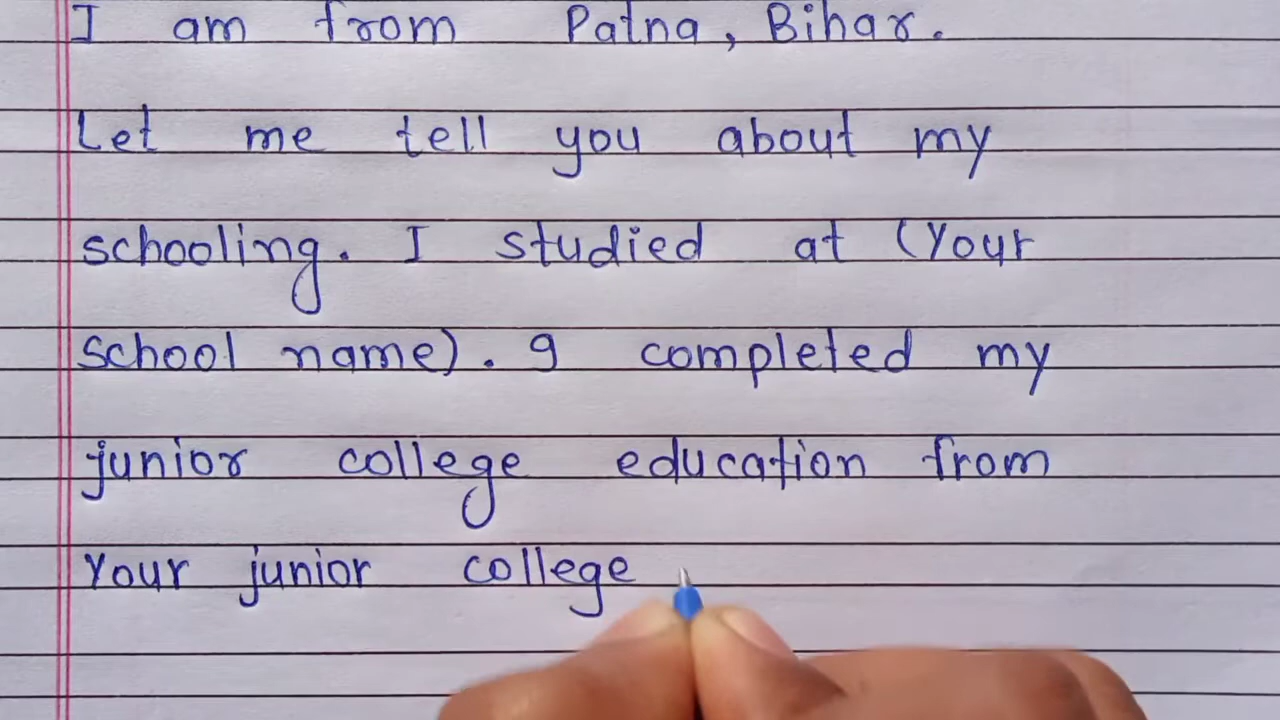 I am from Patna, Bihar.
Let me tell you about my
schooling. I studied at (Your
school name). I completed my
junior college education from
Your junior college